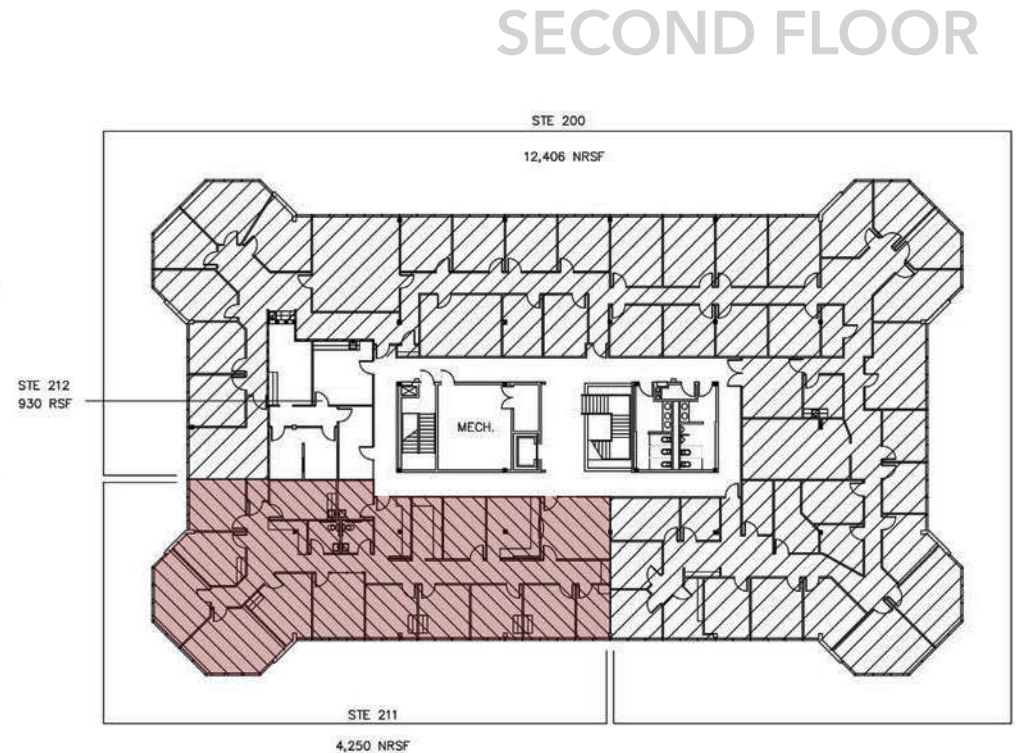 SECOND FLOOR
STE 200
12,406 NRSF
STE 212
930 RSF
MECH.
STE 211
4,250 NRSF